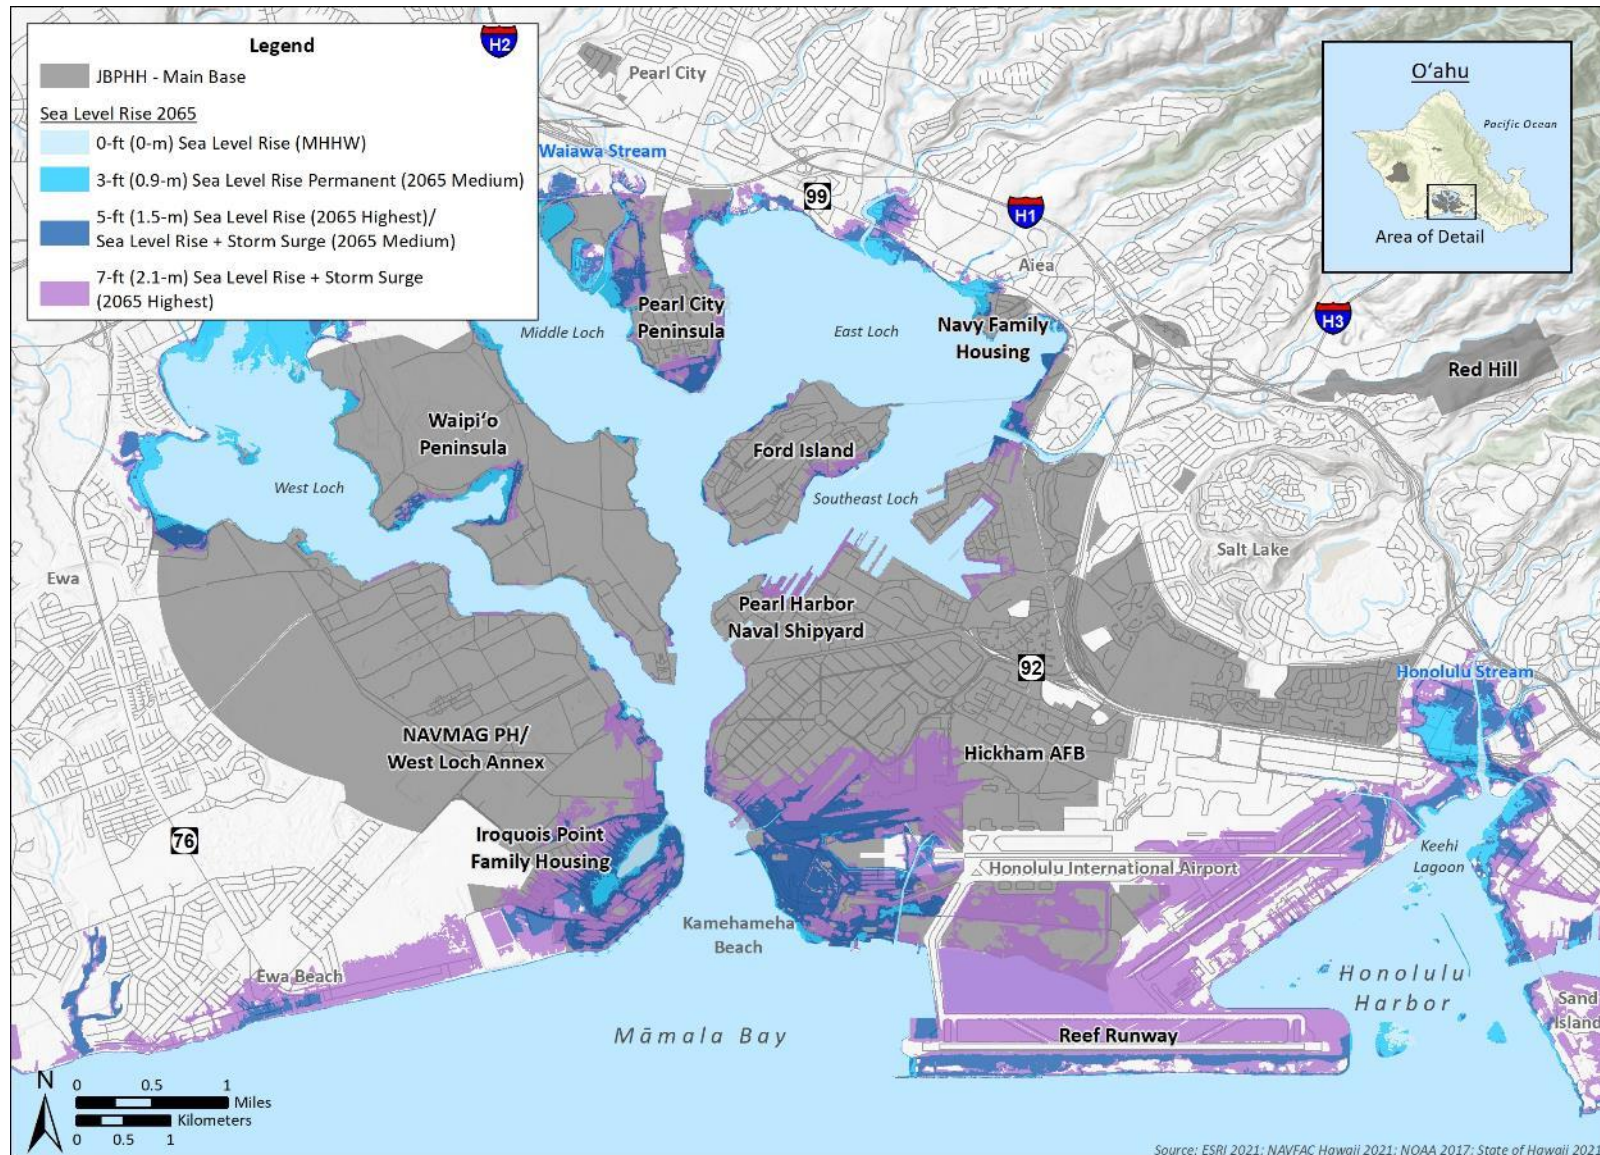 Legend
JBPHH - Main Base
Sea Level Rise 2065
0-ft (0-m) Sea Level Rise (MHHW)
3-ft (0.9-m) Sea Level Rise Permanent (2065 Medium)
5-ft (1.5-m) Sea Level Rise (2065 Highest)/
Sea Level Rise + Storm Surge (2065 Medium)
7-ft (2.1-m) Sea Level Rise + Storm Surge
(2065 Highest)
H2
Pearl City
Oʻahu
Pacific Ocean
Area of Detail
Waiawa Stream
99
H1
Aiea
H3
Pearl City
Peninsula
Middle Loch
East Loch
Navy Family
Housing
Red Hill
Waipiʻo
Peninsula
Ford Island
West Loch
Southeast Loch
Salt Lake
Ewa
Pearl Harbor
Naval Shipyard
92
Honolulu Stream
NAVMAG PH/
West Loch Annex
Hickham AFB
76
Iroquois Point
Family Housing
Honolulu International Airport
Keehi
Lagoon
Kamehameha
Beach
Ewa Beach
Honolulu
Harbor
Sand
Island
Māmala Bay
Reef Runway
N
0 0.5 1
Miles
Kilometers
0 0.5 1
Source: ESRI 2021; NAVFAC Hawaii 2021; NOAA 2017; State of Hawaii 2021